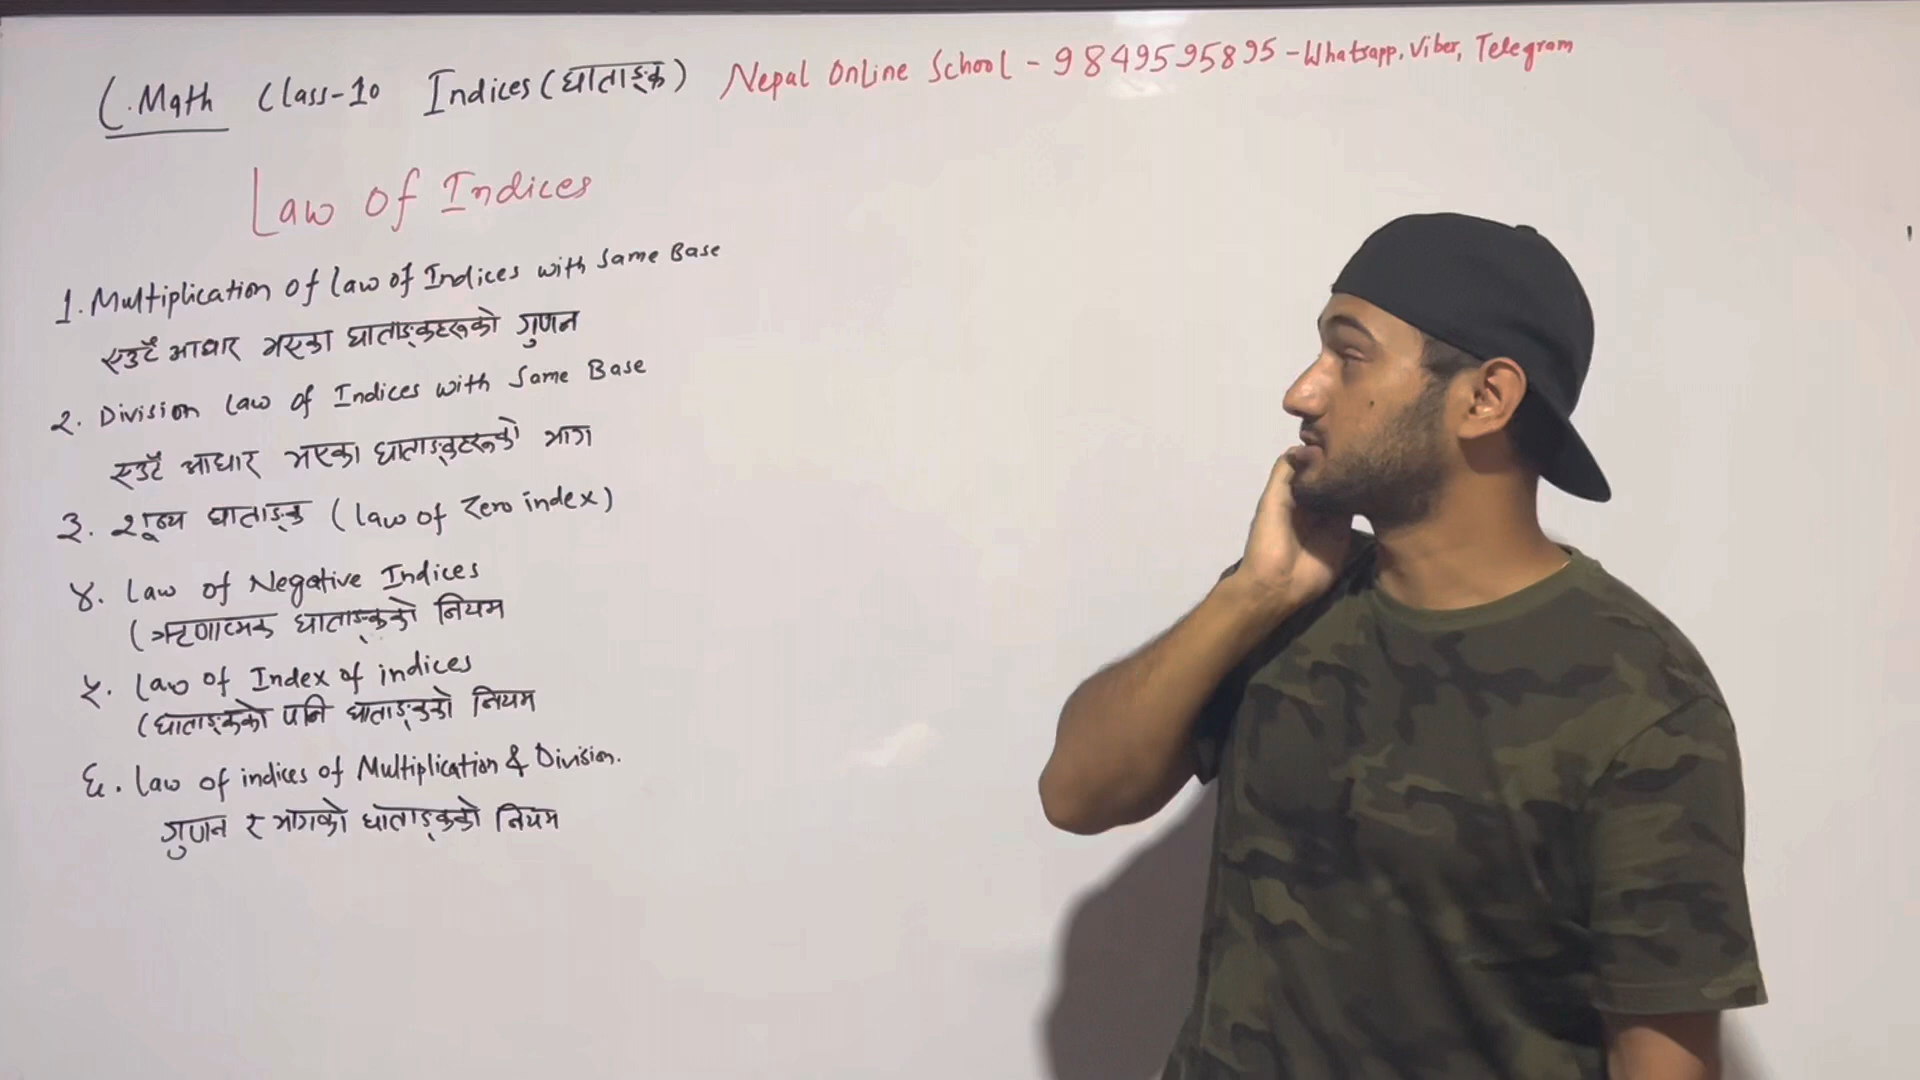 C.Math Class-10 Indices (घाताङ्क) Nepal Online School - 9849595895 - Whatsapp, Viber, Telegram
Law of Indices
1. Multiplication of law of Indices with Same Base
एउटै आधार भएका घाताङ्कहरूको गुणन
२. Division law of Indices with Same Base
एउटै आधार भएका घाताङ्कहरूको भाग
३. शून्य घाताङ्क (law of Zero index)
४. Law of Negative Indices
(ऋणात्मक घाताङ्कको नियम
५. Law of Index of indices
(घाताङ्कको पनि घाताङ्कको नियम
६. Law of indices of Multiplication & Division.
गुणन र भागको घाताङ्कको नियम